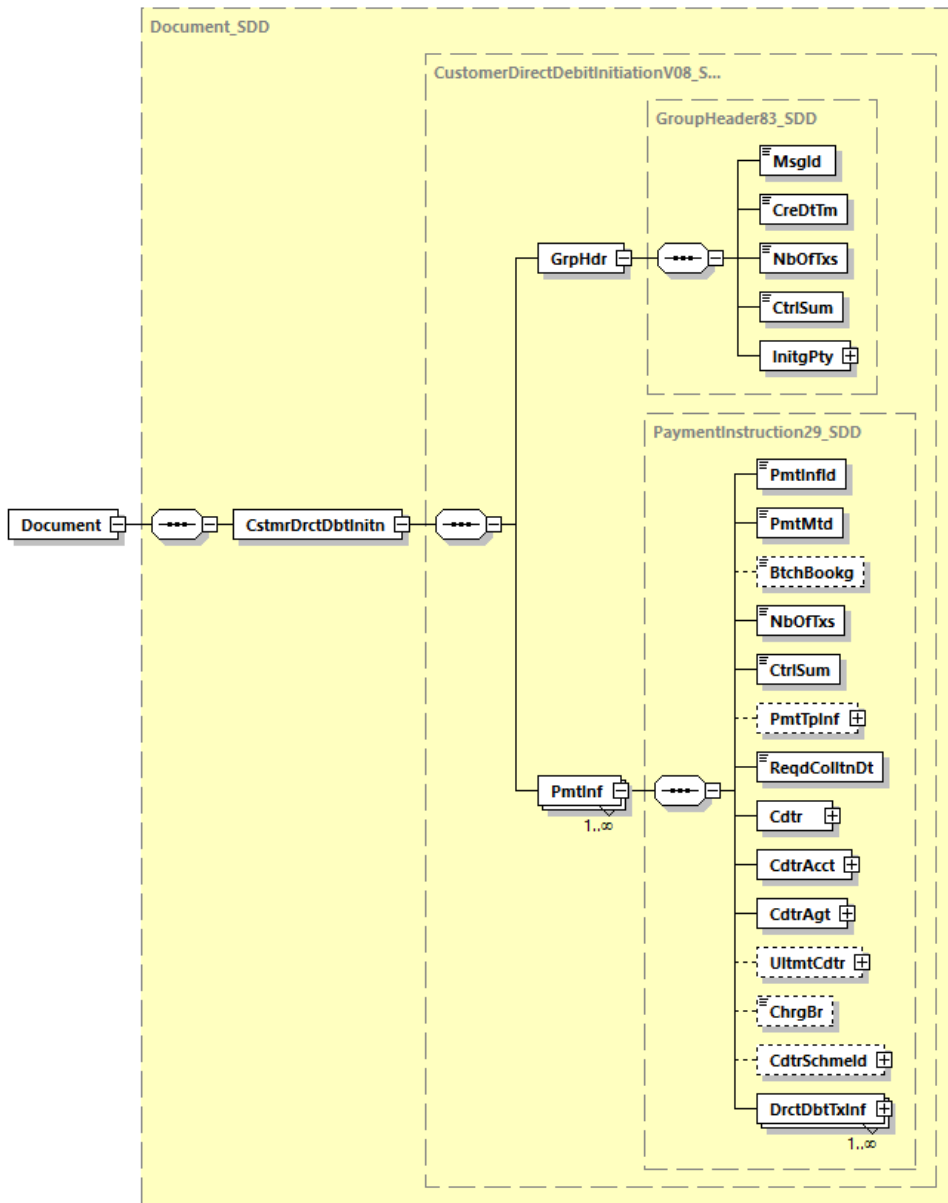 Document_SDD
CustomerDirectDebitInitiationV08_S...
GroupHeader83_SDD
MsgId
CreDtTm
NbOfTxs
CtrlSum
InitgPty
GrpHdr
PaymentInstruction29_SDD
PmtInfId
PmtMtd
BtchBookg
NbOfTxs
CtrlSum
PmtTpInf
ReqdColltnDt
Cdtr
CdtrAcct
CdtrAgt
UltmtCdtr
ChrgBr
CdtrSchmeId
DrctDbtTxInf
1..∞
Document
CstmrDrctDbtInitn
PmtInf
1..∞